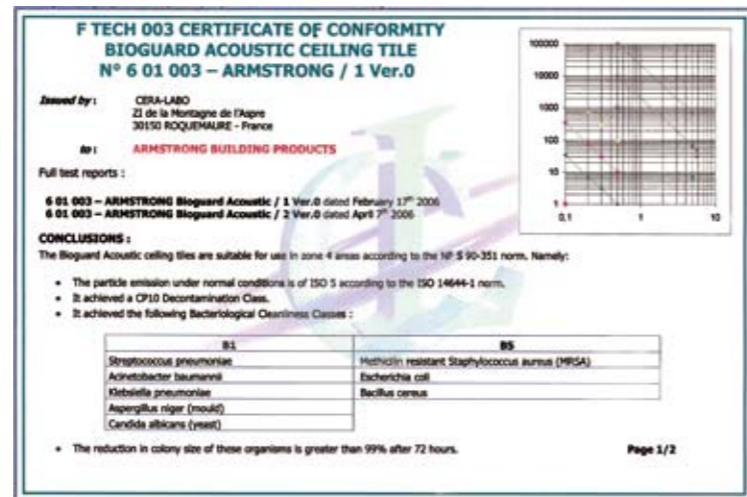 F TECH 003 CERTIFICATE OF CONFORMITY
BIOGUARD ACOUSTIC CEILING TILE
N° 6 01 003 – ARMSTRONG / 1 Ver.0
Issued by : CERA-LABO
ZI de la Montagne de l'Aspre
30150 ROQUEMAURE - France
to : ARMSTRONG BUILDING PRODUCTS
Full test reports :
6 01 003 – ARMSTRONG Bioguard Acoustic / 1 Ver.0 dated February 17th 2006
6 01 003 – ARMSTRONG Bioguard Acoustic / 2 Ver.0 dated April 7th 2006
100000
10000
1000
100
10
1
0,1 1 10
CONCLUSIONS :
The Bioguard Acoustic ceiling tiles are suitable for use in zone 4 areas according to the NF S 90-351 norm. Namely:
• The particle emission under normal conditions is of ISO 5 according to the ISO 14644-1 norm.
• It achieved a CP10 Decontamination Class.
• It achieved the following Bacteriological Cleanliness Classes :
B1 B5
Streptococcus pneumoniae Methicilin resistant Staphylococcus aureus (MRSA)
Acinetobacter baumannii Escherichia coli
Klebsiella pneumoniae Bacillus cereus
Aspergillus niger (mould)
Candida albicans (yeast)
• The reduction in colony size of these organisms is greater than 99% after 72 hours.
Page 1/2